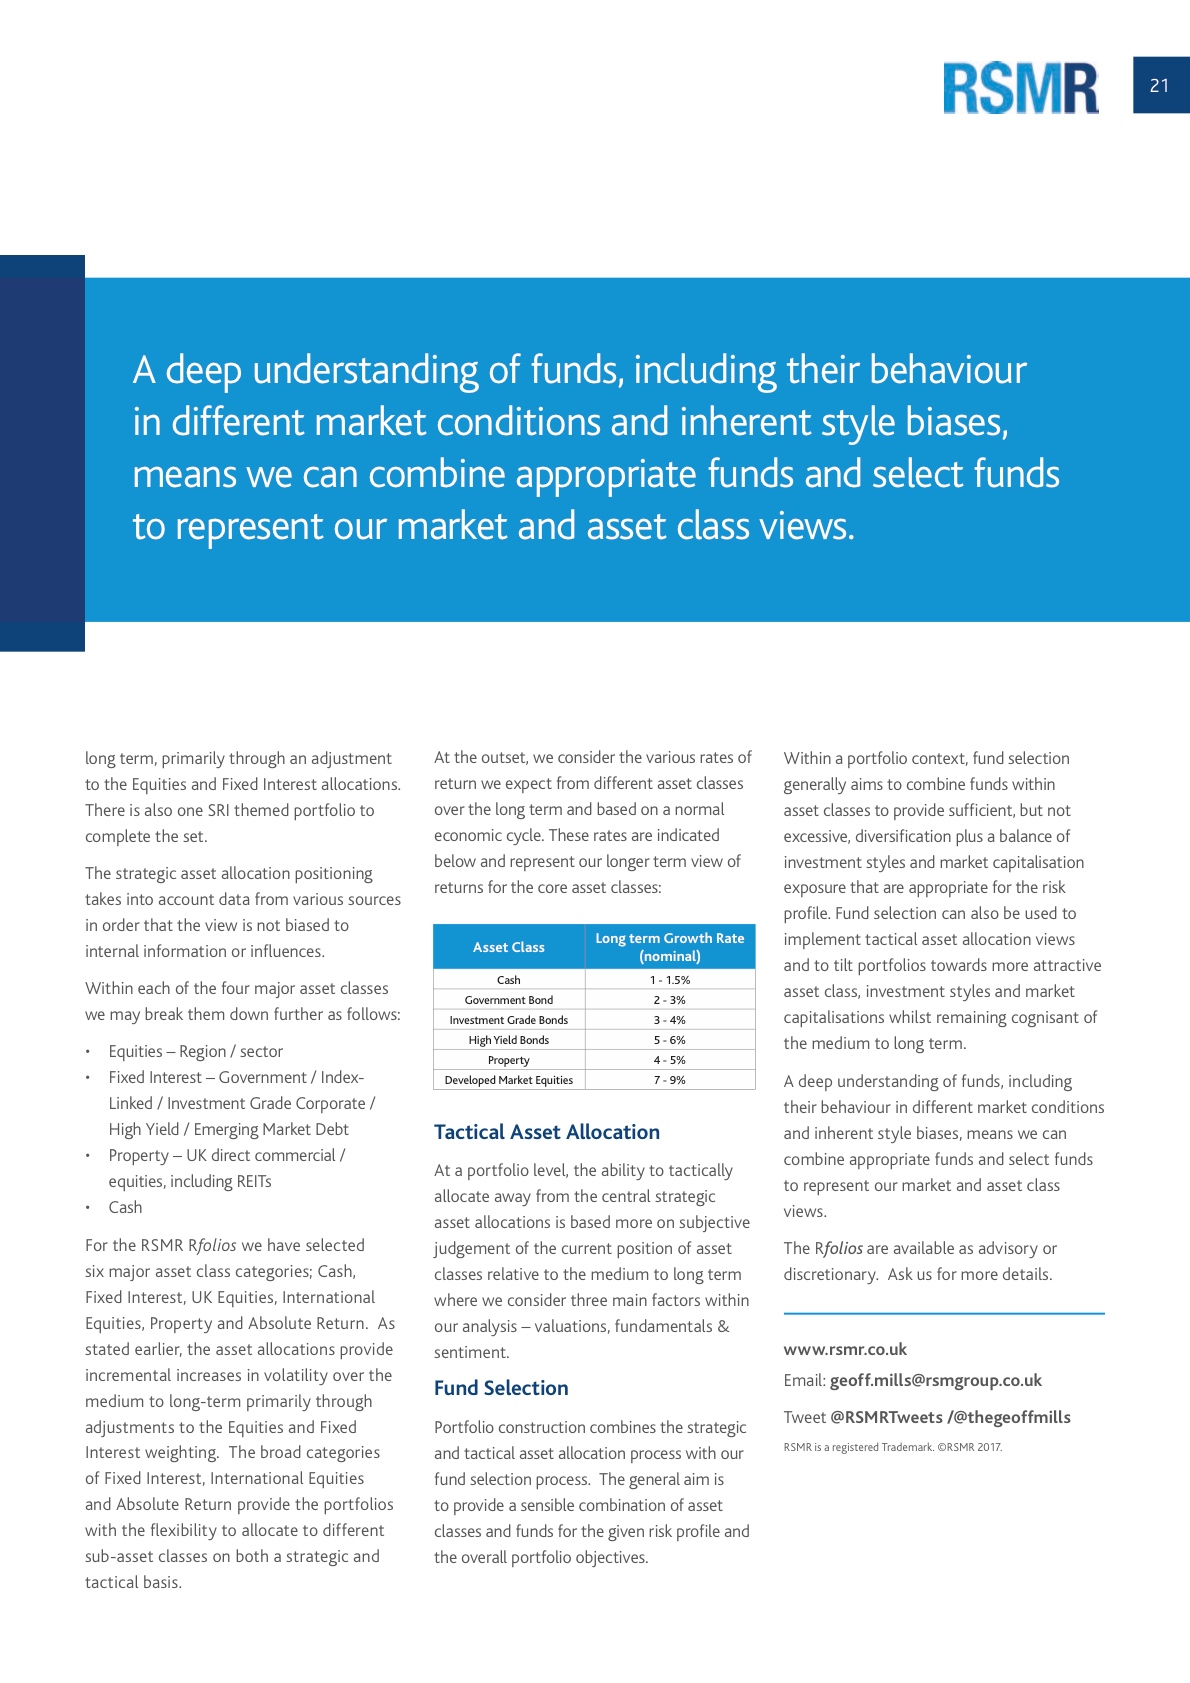 RSMR
21
A deep understanding of funds, including their behaviour
in different market conditions and inherent style biases,
means we can combine appropriate funds and select funds
to represent our market and asset class views.
long term, primarily through an adjustment
to the Equities and Fixed Interest allocations.
There is also one SRI themed portfolio to
complete the set.
The strategic asset allocation positioning
takes into account data from various sources
in order that the view is not biased to
internal information or influences.
Within each of the four major asset classes
we may break them down further as follows:
• Equities – Region / sector
• Fixed Interest – Government / Index-
Linked / Investment Grade Corporate /
High Yield / Emerging Market Debt
• Property – UK direct commercial /
equities, including REITs
• Cash
For the RSMR Rfolios we have selected
six major asset class categories; Cash,
Fixed Interest, UK Equities, International
Equities, Property and Absolute Return.  As
stated earlier, the asset allocations provide
incremental increases in volatility over the
medium to long-term primarily through
adjustments to the Equities and Fixed
Interest weighting.  The broad categories
of Fixed Interest, International Equities
and Absolute Return provide the portfolios
with the flexibility to allocate to different
sub-asset classes on both a strategic and
tactical basis.
At the outset, we consider the various rates of
return we expect from different asset classes
over the long term and based on a normal
economic cycle. These rates are indicated
below and represent our longer term view of
returns for the core asset classes:
Asset Class
Long term Growth Rate
(nominal)
Cash 1 - 1.5%
Government Bond 2 - 3%
Investment Grade Bonds 3 - 4%
High Yield Bonds 5 - 6%
Property 4 - 5%
Developed Market Equities 7 - 9%
Tactical Asset Allocation
At a portfolio level, the ability to tactically
allocate away from the central strategic
asset allocations is based more on subjective
judgement of the current position of asset
classes relative to the medium to long term
where we consider three main factors within
our analysis – valuations, fundamentals &
sentiment.
Fund Selection
Portfolio construction combines the strategic
and tactical asset allocation process with our
fund selection process.  The general aim is
to provide a sensible combination of asset
classes and funds for the given risk profile and
the overall portfolio objectives.
Within a portfolio context, fund selection
generally aims to combine funds within
asset classes to provide sufficient, but not
excessive, diversification plus a balance of
investment styles and market capitalisation
exposure that are appropriate for the risk
profile. Fund selection can also be used to
implement tactical asset allocation views
and to tilt portfolios towards more attractive
asset class, investment styles and market
capitalisations whilst remaining cognisant of
the medium to long term.
A deep understanding of funds, including
their behaviour in different market conditions
and inherent style biases, means we can
combine appropriate funds and select funds
to represent our market and asset class
views.
The Rfolios are available as advisory or
discretionary.  Ask us for more details.
www.rsmr.co.uk
Email: geoff.mills@rsmgroup.co.uk
Tweet @RSMRTweets /@thegeoffmills
RSMR is a registered Trademark. ©RSMR 2017.